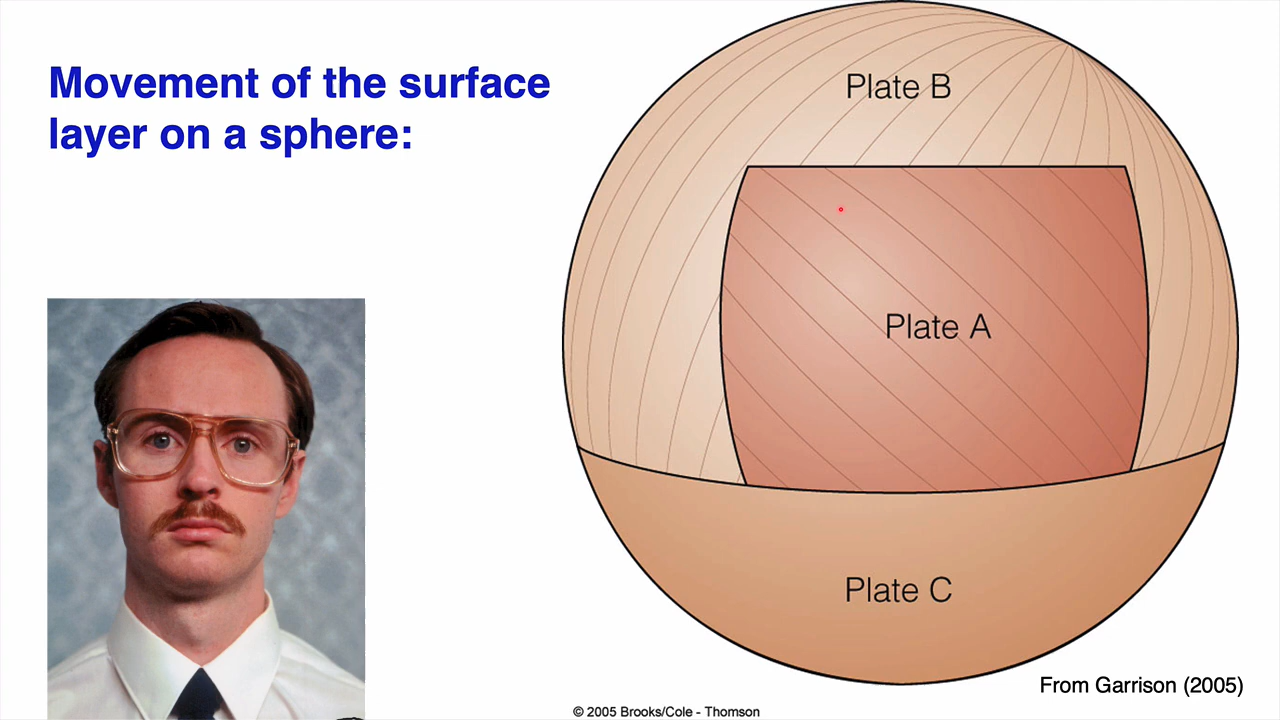 Movement of the surface
layer on a sphere:
Plate B
Plate A
Plate C
From Garrison (2005)
© 2005 Brooks/Cole - Thomson